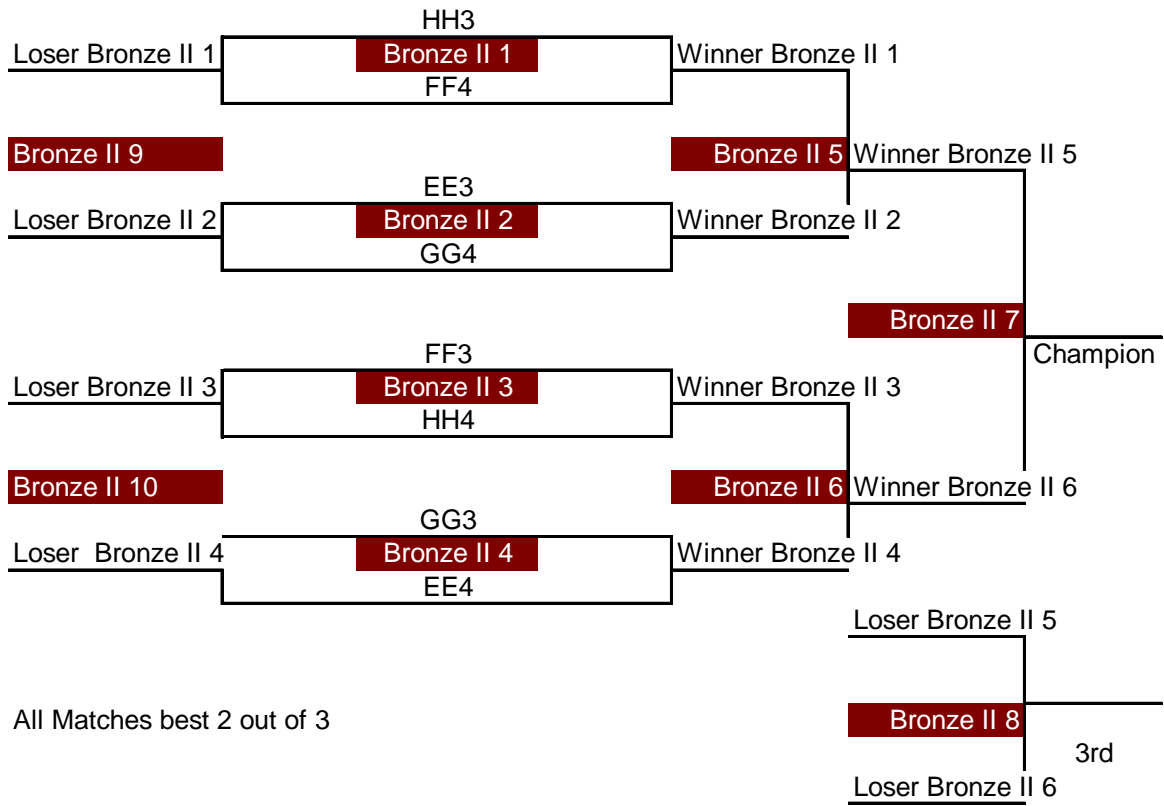 HH3
Loser Bronze II 1
Bronze II 1
Winner Bronze II 1
FF4
Bronze II 9
Bronze II 5
Winner Bronze II 5
EE3
Loser Bronze II 2
Bronze II 2
Winner Bronze II 2
GG4
Bronze II 7
Champion
FF3
Loser Bronze II 3
Bronze II 3
Winner Bronze II 3
HH4
Bronze II 10
Bronze II 6
Winner Bronze II 6
GG3
Loser  Bronze II 4
Bronze II 4
Winner Bronze II 4
EE4
Loser Bronze II 5
All Matches best 2 out of 3
Bronze II 8
3rd
Loser Bronze II 6